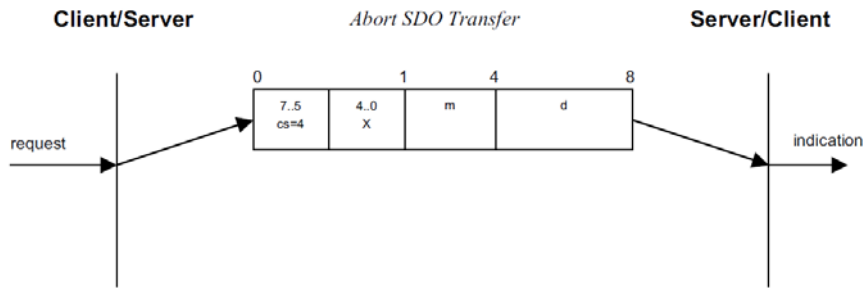 Client/Server Abort SDO Transfer Server/Client
0 1 4 8
7..5 4..0 m d
cs=4 X
request indication